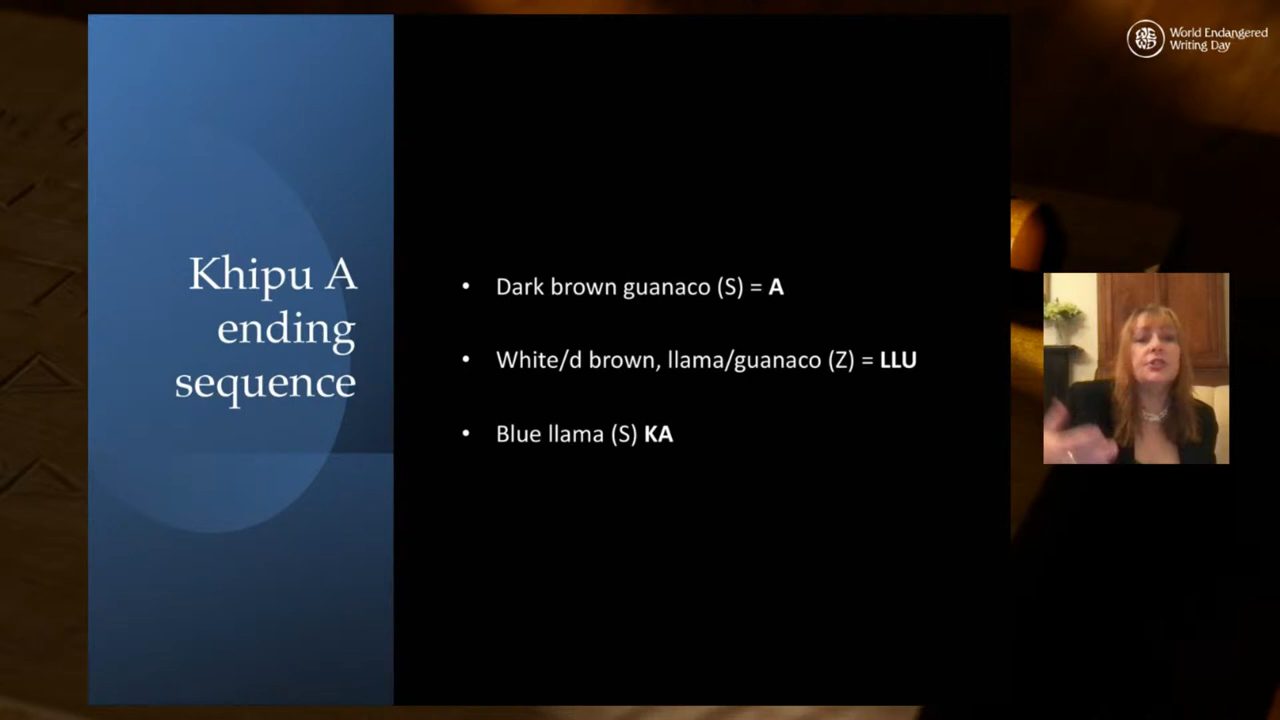 World Endangered
Writing Day
Khipu A
ending
sequence
• Dark brown guanaco (S) = A
• White/d brown, llama/guanaco (Z) = LLU
• Blue llama (S) KA